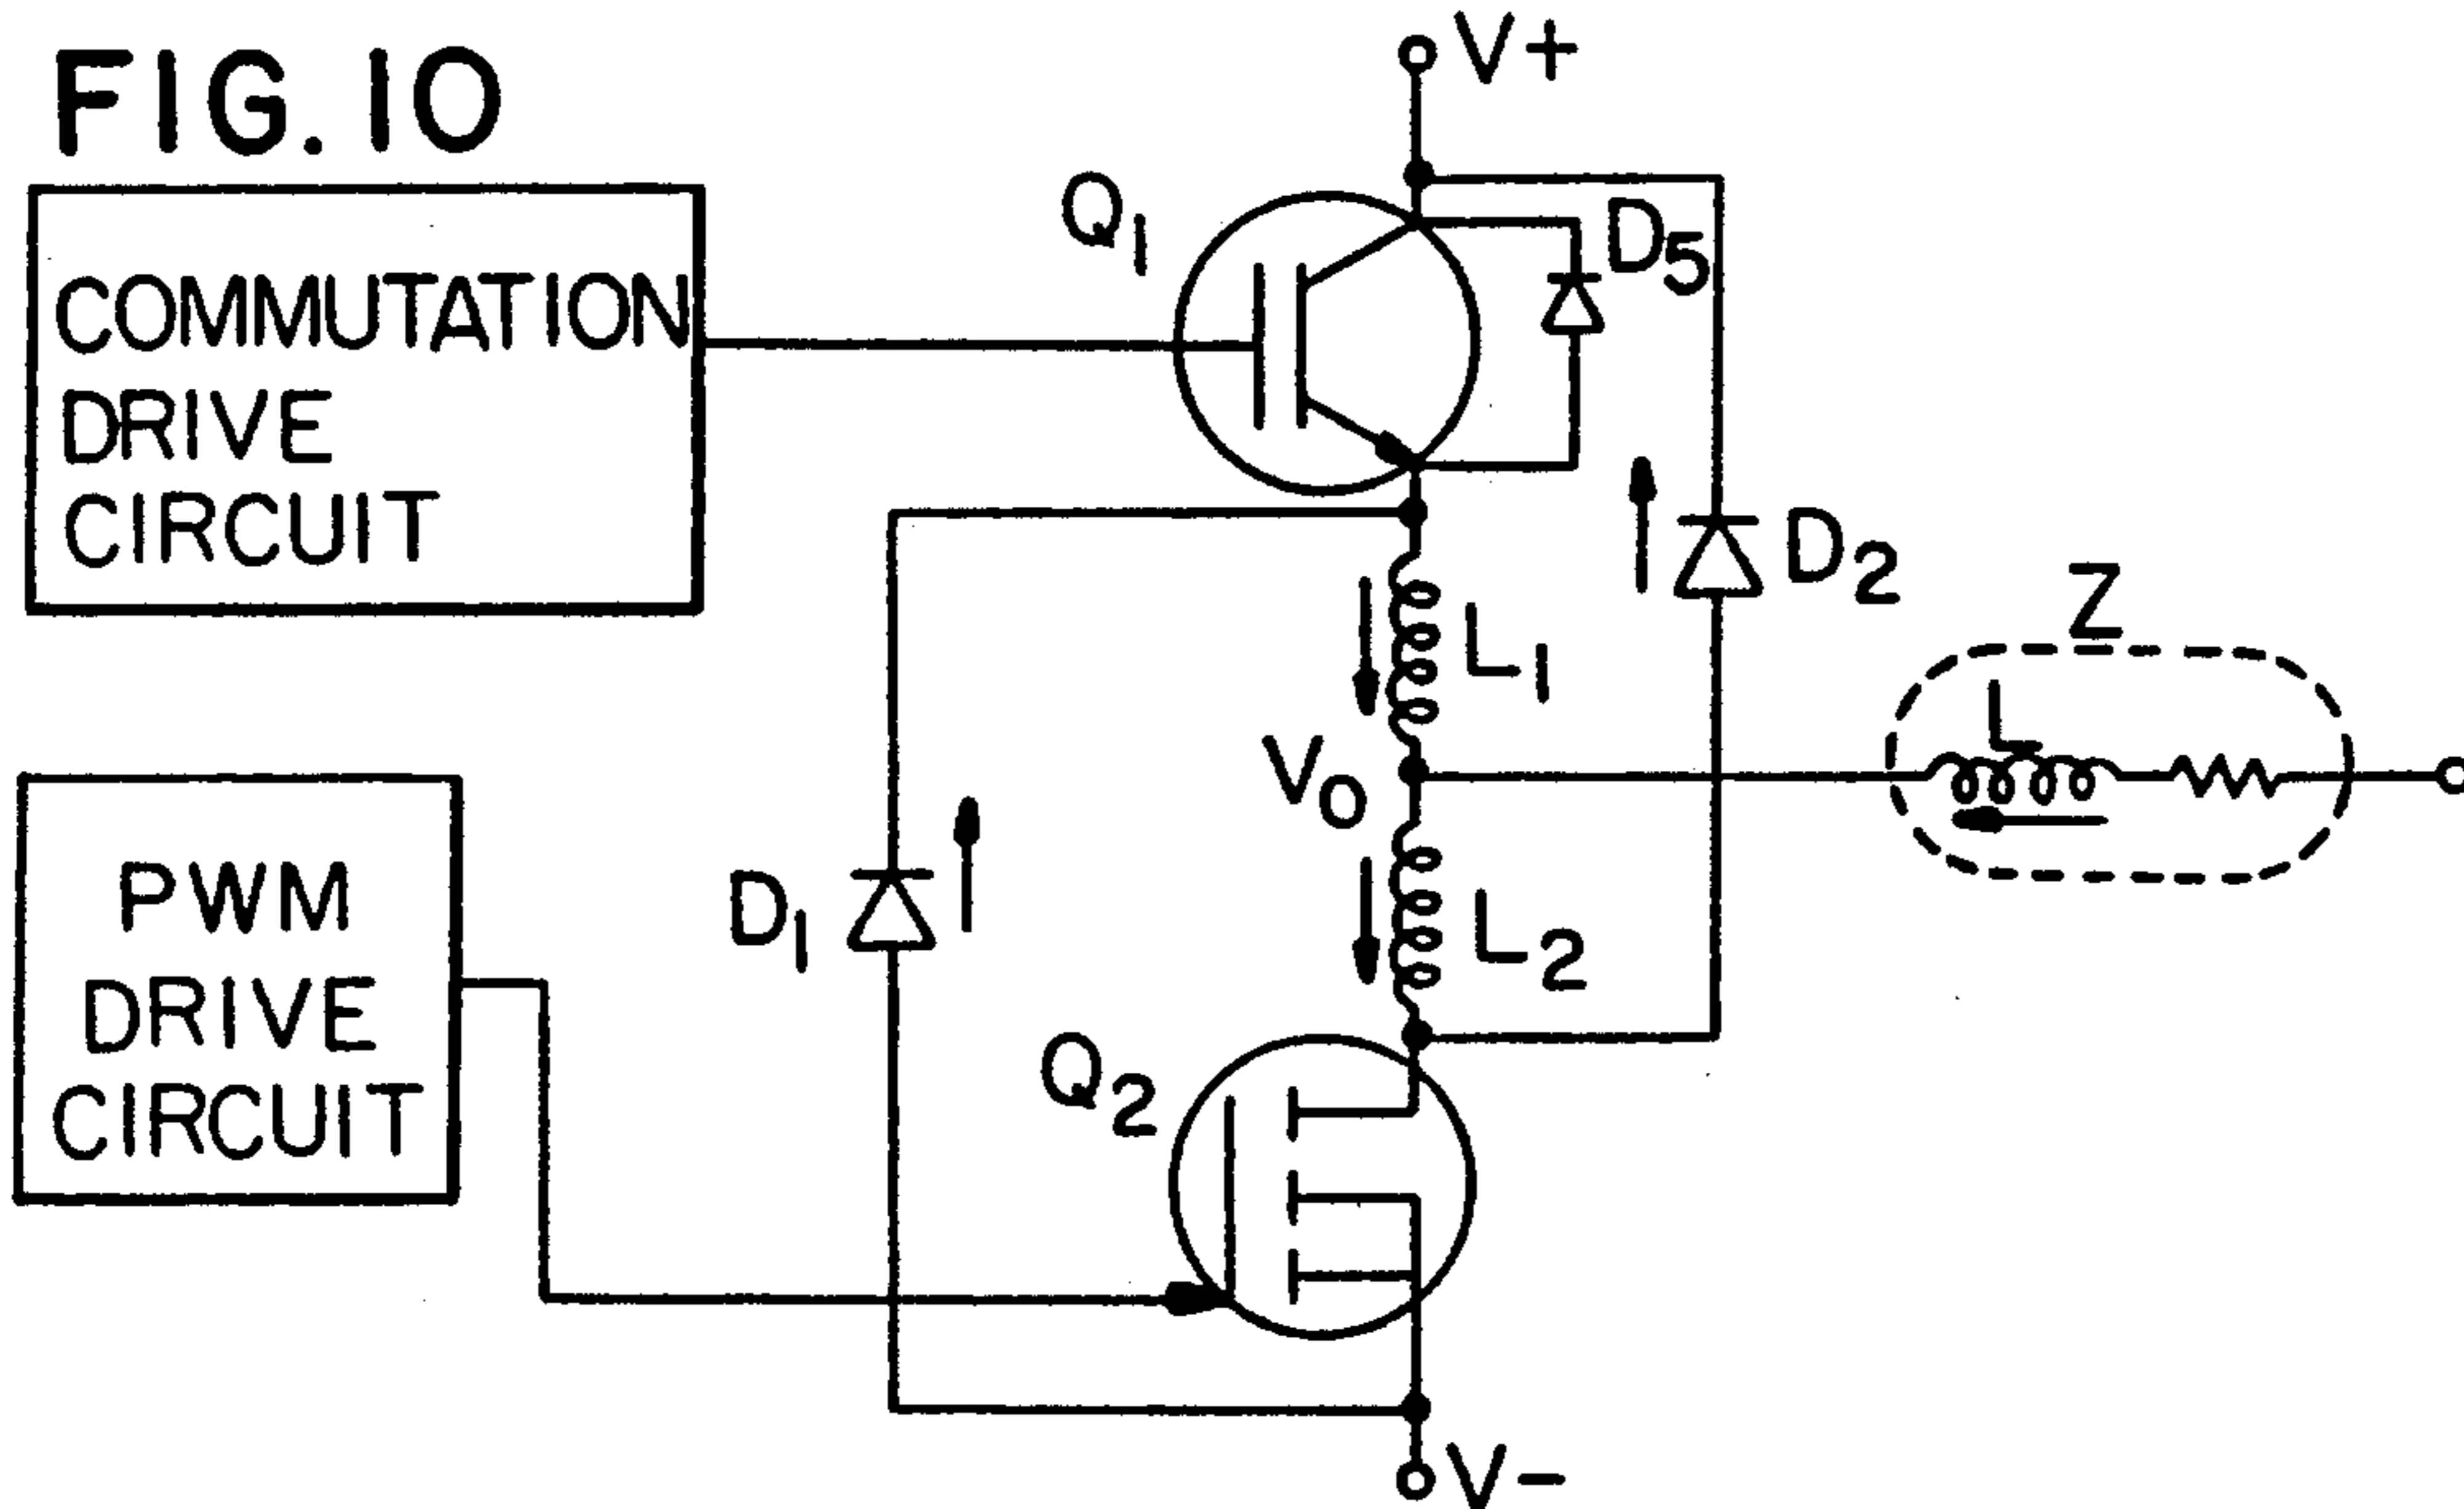 FIG. 10
V+
Q1
D5
COMMUTATION
DRIVE
CIRCUIT
D2
L1
Z
L
V0
PWM
DRIVE
CIRCUIT
D1
L2
Q2
V-